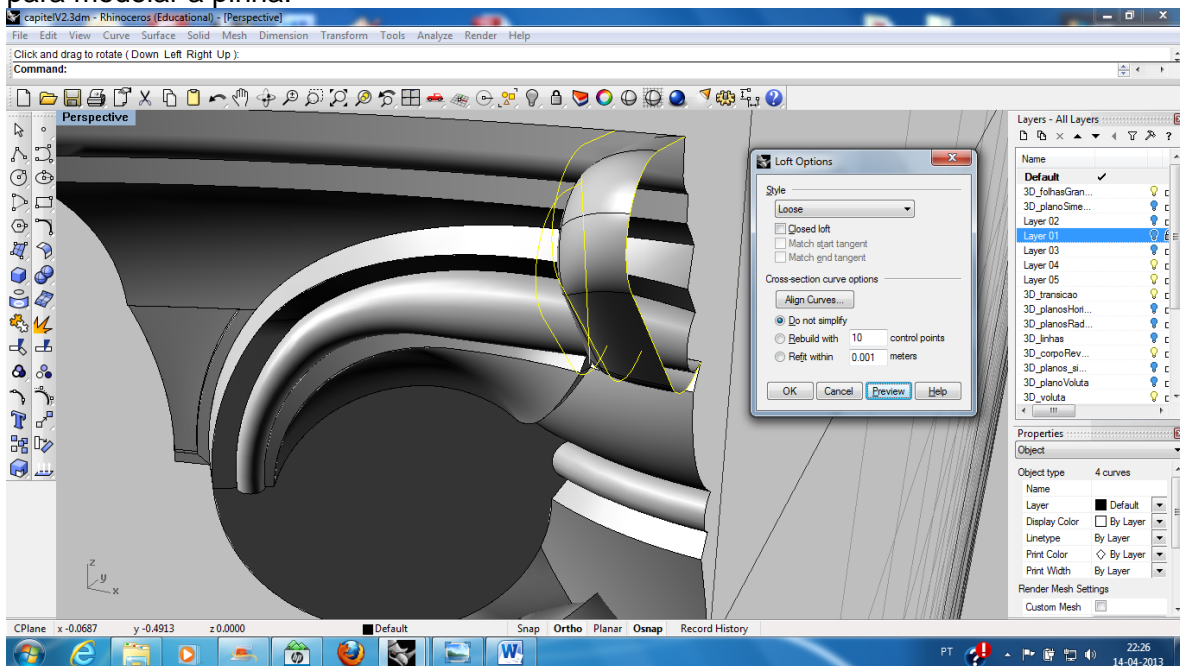 para modelar a pinha.
capitelV2.3dm - Rhinoceros (Educational) - [Perspective]
File Edit View Curve Surface Solid Mesh Dimension Transform Tools Analyze Render Help
Click and drag to rotate ( Down Left Right Up ):
Command:
Perspective
Loft Options
Style
Loose
Closed loft
Match start tangent
Match end tangent
Cross-section curve options
Align Curves...
Do not simplify
Rebuild with 10 control points
Refit within 0.001 meters
OK Cancel Preview Help
Layers - All Layers
Name
Default
3D_folhasGran...
3D_planoSime...
Layer 02
Layer 01
Layer 03
Layer 04
Layer 05
3D_transicao
3D_planosHori...
3D_planosRad...
3D_linhas
3D_corpoRev...
3D_planos_si...
3D_planoVoluta
3D_voluta
Properties
Object
Object type 4 curves
Name
Layer Default
Display Color By Layer
Linetype By Layer
Print Color By Layer
Print Width By Layer
Render Mesh Settings
Custom Mesh
z
y
x
CPlane x -0.0687 y -0.4913 z 0.0000 Default Snap Ortho Planar Osnap Record History
PT 22:26
14-04-2013